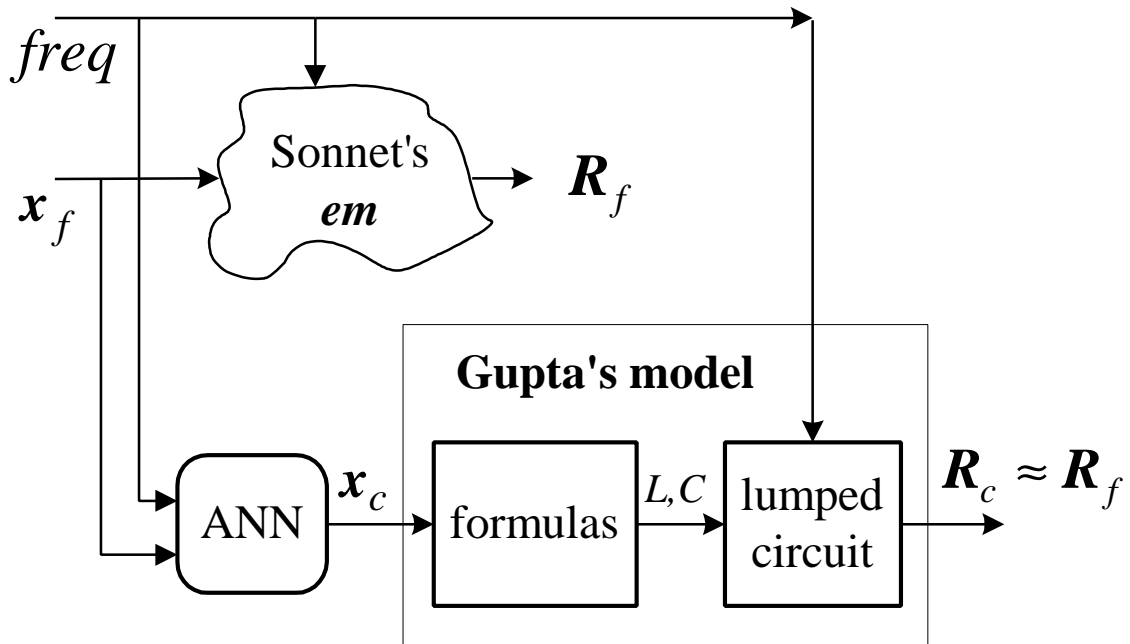 freq
Sonnet's
em
R_f
x_f
Gupta's model
ANN
x_c
formulas
L,C
lumped
circuit
R_c ≈ R_f